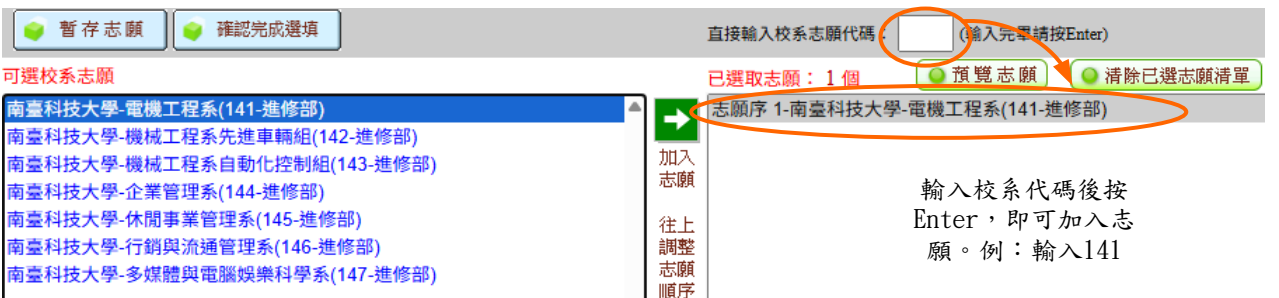 暫存志願
確認完成選填
直接輸入校系志願代碼：
(輸入完畢請按Enter)
可選校系志願
已選取志願：1個
預覽志願
清除已選志願清單
南臺科技大學-電機工程系(141-進修部)
南臺科技大學-機械工程系先進車輛組(142-進修部)
南臺科技大學-機械工程系自動化控制組(143-進修部)
南臺科技大學-企業管理系(144-進修部)
南臺科技大學-休閒事業管理系(145-進修部)
南臺科技大學-行銷與流通管理系(146-進修部)
南臺科技大學-多媒體與電腦娛樂科學系(147-進修部)
加入
志願
往上
調整
志願
順序
志願序 1-南臺科技大學-電機工程系(141-進修部)
輸入校系代碼後按
Enter，即可加入志
願。例：輸入141